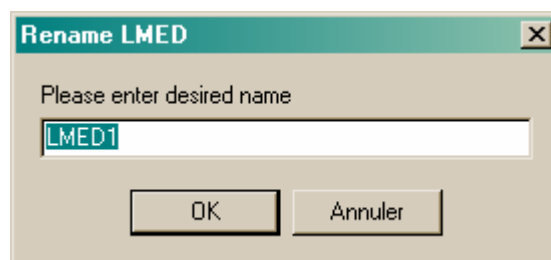 Rename LMED
Please enter desired name
LMED1
OK
Annuler